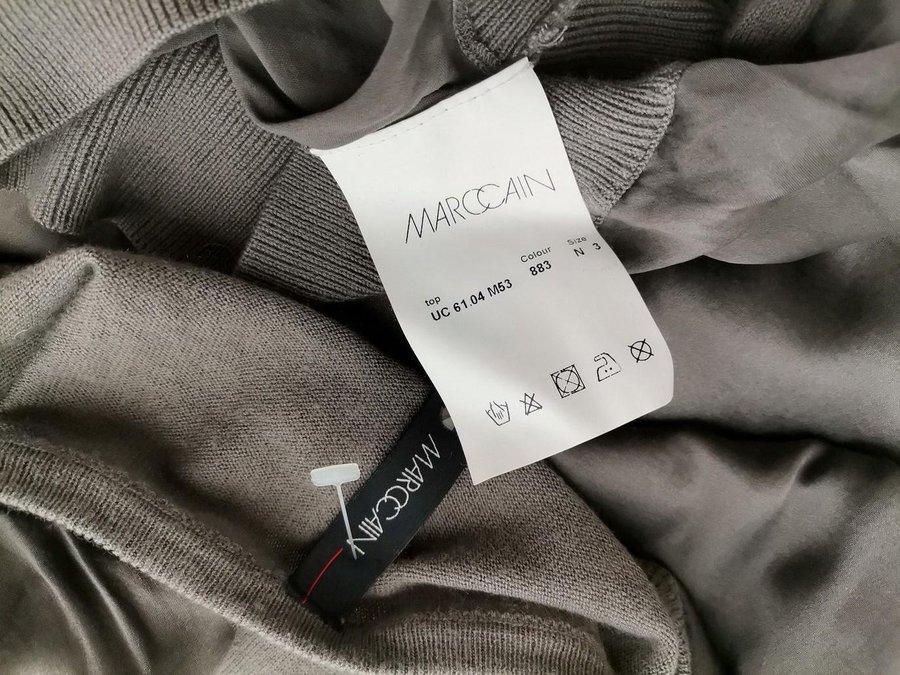 MARCCAIN
Colour Size
top 883 N 3
UC 61.04 M53
MARCCAIN